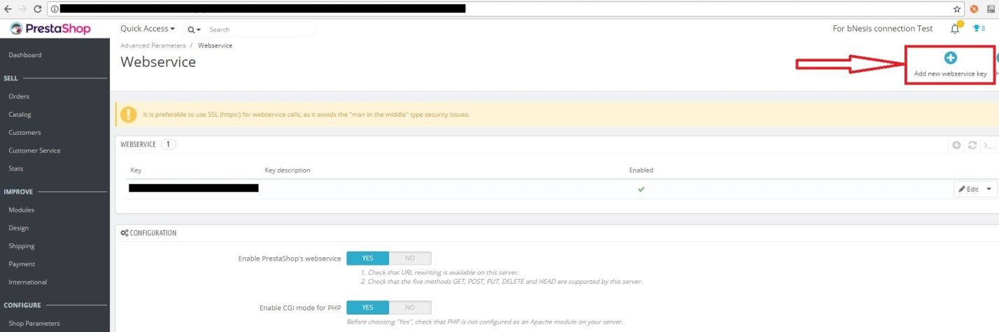 PrestaShop
Quick Access
Search
For bNesis connection Test
1
8
Advanced Parameters / Webservice
Webservice
Add new webservice key
Dashboard
SELL
Orders
Catalog
Customers
Customer Service
Stats
IMPROVE
Modules
Design
Shipping
Payment
International
CONFIGURE
Shop Parameters
It is preferable to use SSL (https:) for webservice calls, as it avoids the "man in the middle" type security issues.
WEBSERVICE 1
Key Key description Enabled
Edit
CONFIGURATION
Enable PrestaShop's webservice YES NO
1. Check that URL rewriting is available on this server.
2. Check that the five methods GET, POST, PUT, DELETE and HEAD are supported by this server.
Enable CGI mode for PHP YES NO
Before choosing "Yes", check that PHP is not configured as an Apache module on your server.